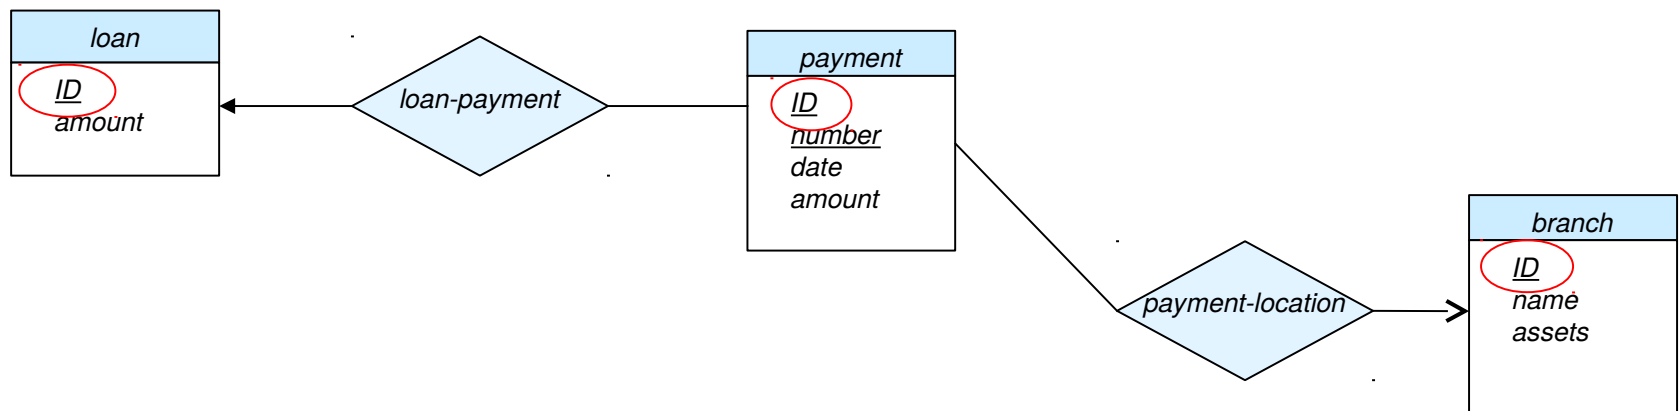 loan
ID
amount
loan-payment
payment
ID
number
date
amount
payment-location
branch
ID
name
assets